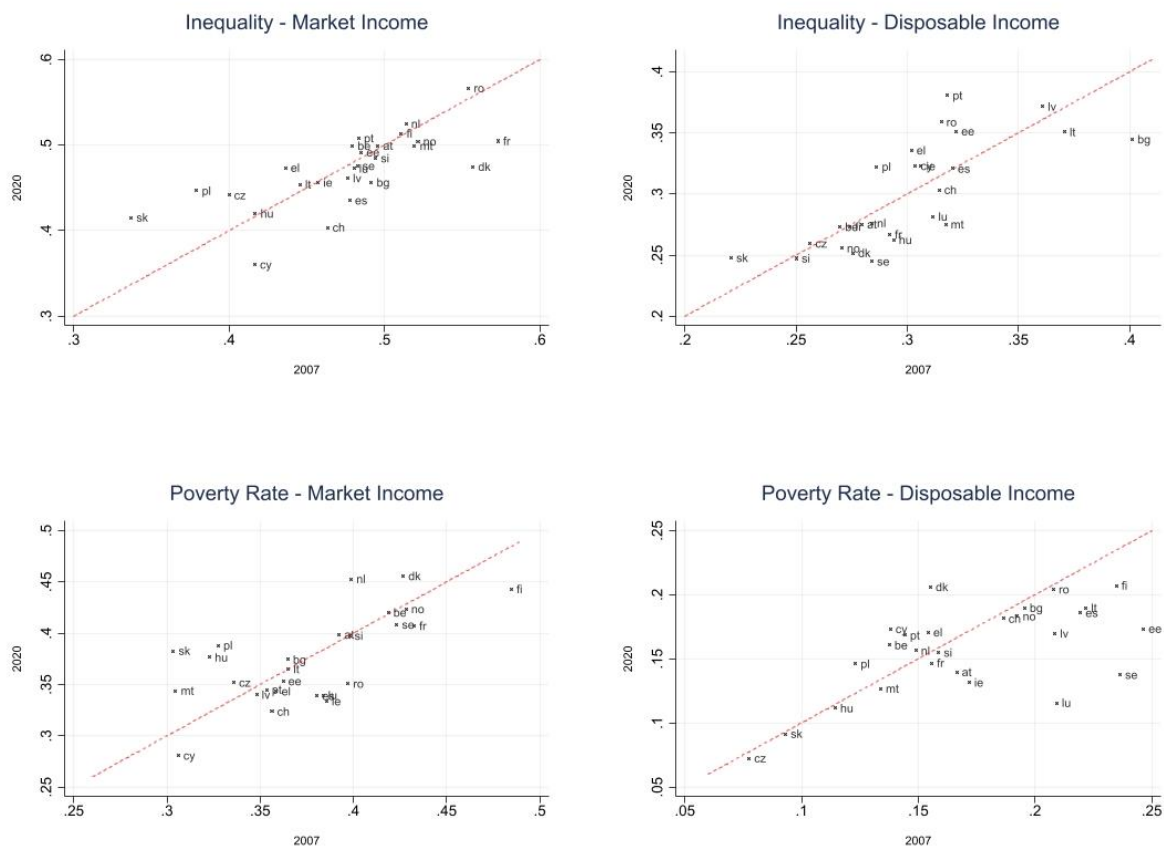 Inequality - Market Income
2020
.6
.5
.4
.3
ro
nl
fi
pt
no
fr
be
at
mt
ee
si
el
se
dk
lv
pl
lt
ie
bg
cz
es
hu
sk
ch
cy
.3
.4
.5
.6
2007
Inequality - Disposable Income
2020
.4
.35
.3
.25
.2
pt
lv
ro
ee
lt
bg
el
pl
es
ch
lu
mt
at
nl
fr
hu
cz
no
dk
sk
si
se
.2
.25
.3
.35
.4
2007
Poverty Rate - Market Income
2020
.5
.45
.4
.35
.3
.25
nl
dk
fi
no
be
se
fr
si
pl
sk
hu
bg
lt
cz
ee
ro
mt
lv
el
ie
ch
cy
.25
.3
.35
.4
.45
.5
2007
Poverty Rate - Disposable Income
2020
.25
.2
.15
.1
.05
dk
ro
fi
bg
lt
es
no
ch
cy
pt
el
lv
ee
be
nl
si
pl
fr
at
se
mt
ie
lu
hu
sk
cz
.05
.1
.15
.2
.25
2007